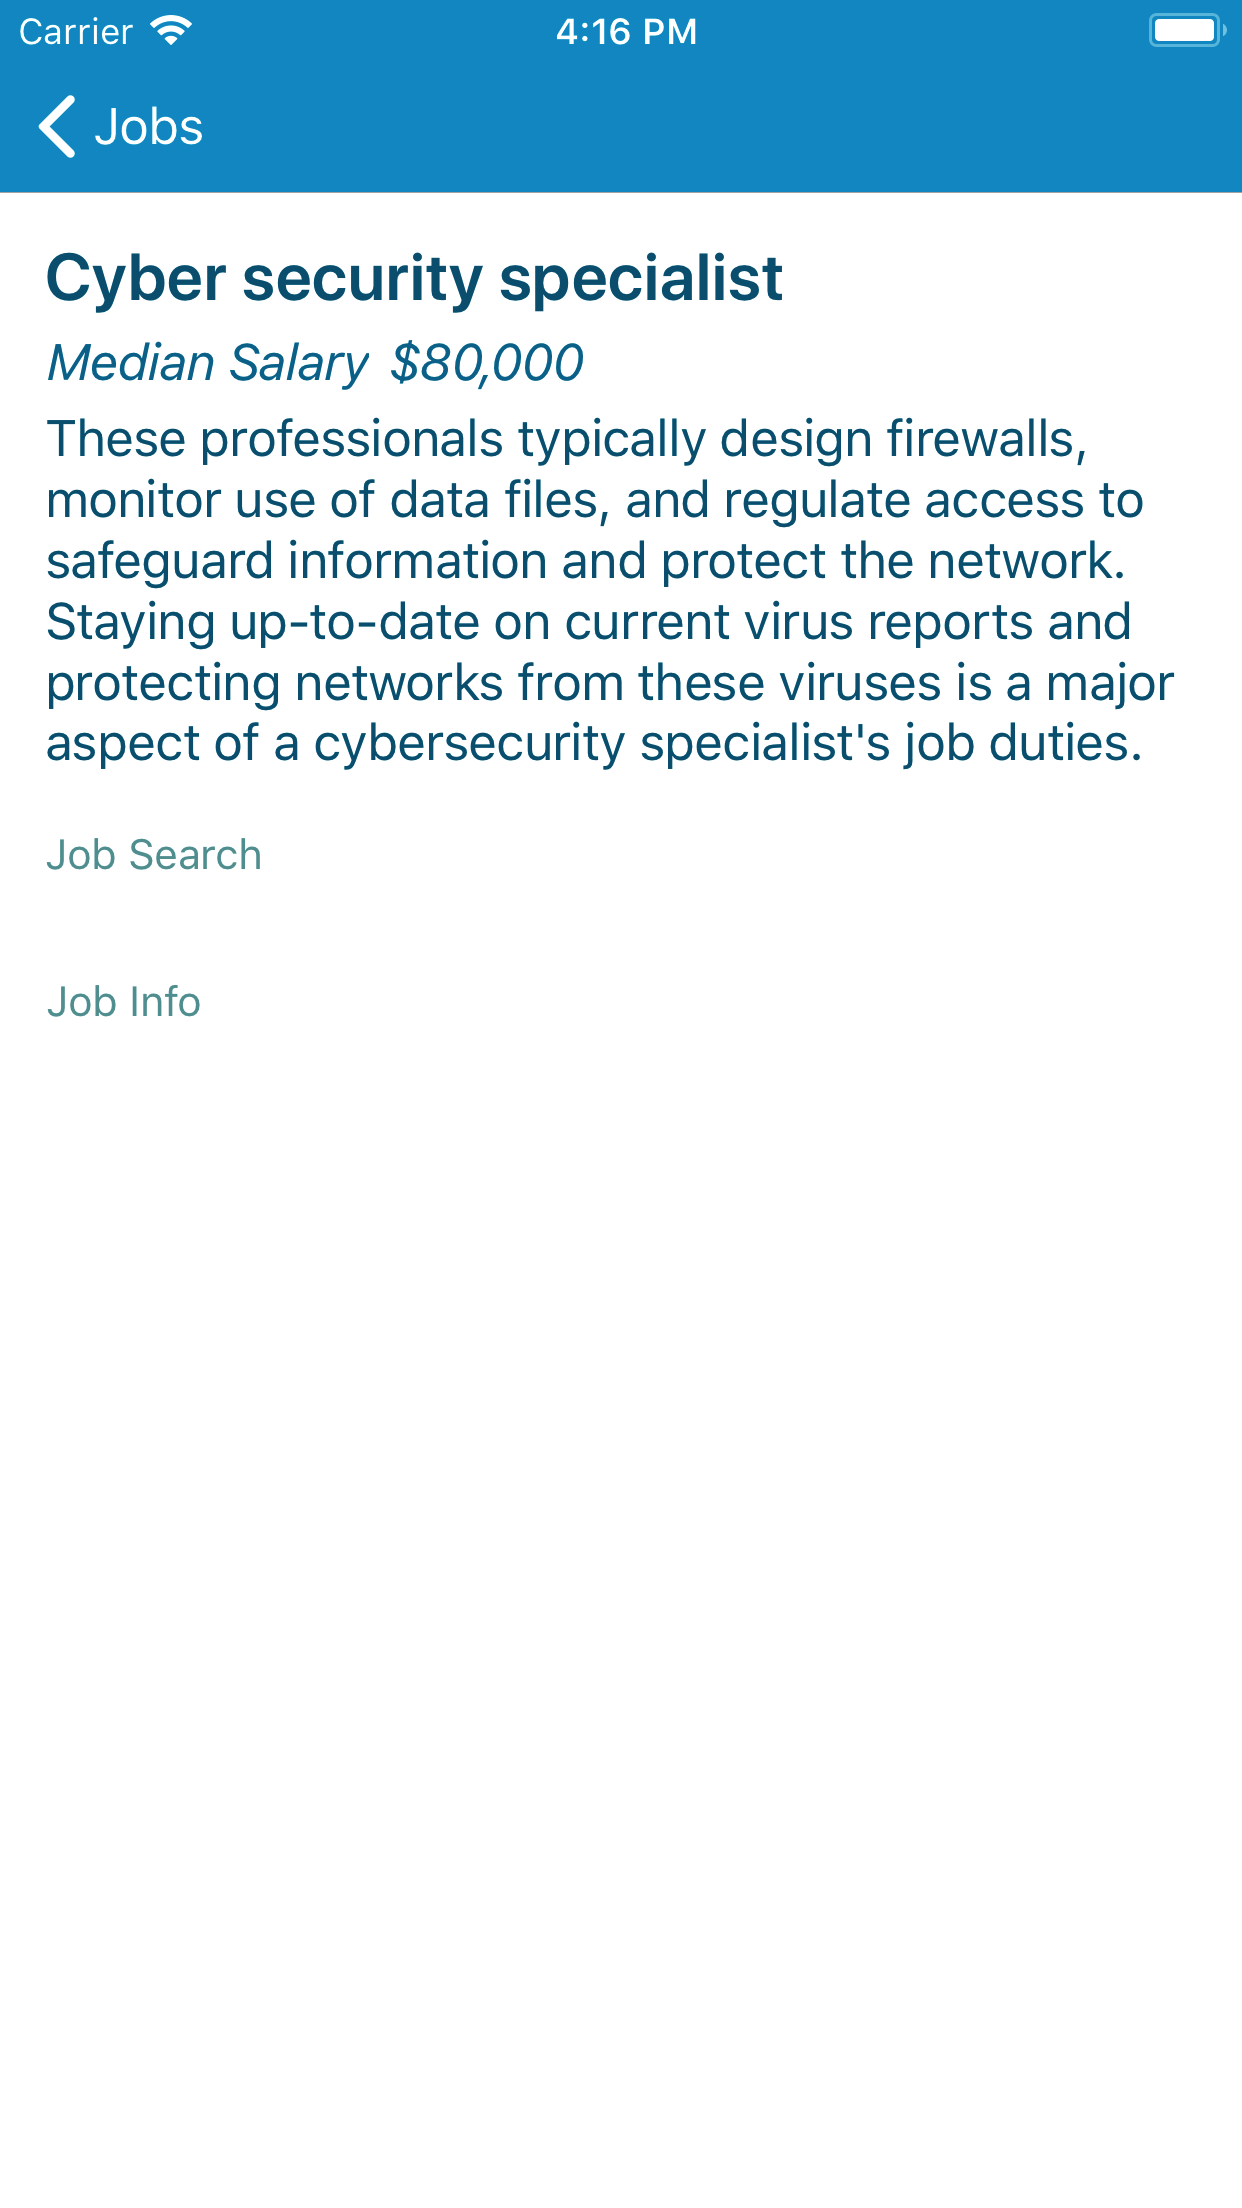 Carrier
4:16 PM
Jobs
Cyber security specialist
Median Salary $80,000
These professionals typically design firewalls,
monitor use of data files, and regulate access to
safeguard information and protect the network.
Staying up-to-date on current virus reports and
protecting networks from these viruses is a major
aspect of a cybersecurity specialist's job duties.
Job Search
Job Info